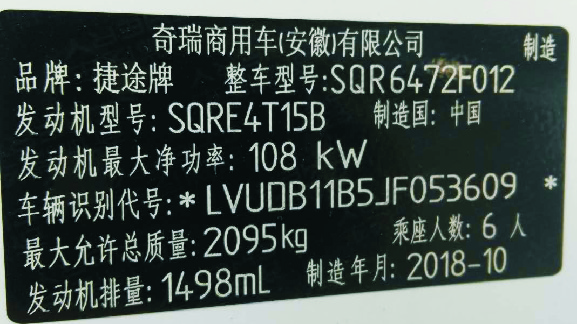 奇瑞商用车(安徽)有限公司 制造
品牌:捷途牌 整车型号:SQR6472F012
发动机型号:SQRE4T15B 制造国:中国
发动机最大净功率:108 kW
车辆识别代号:*LVUDB11B5JF053609*
最大允许总质量:2095kg 乘座人数:6 人
发动机排量:1498mL 制造年月:2018-10